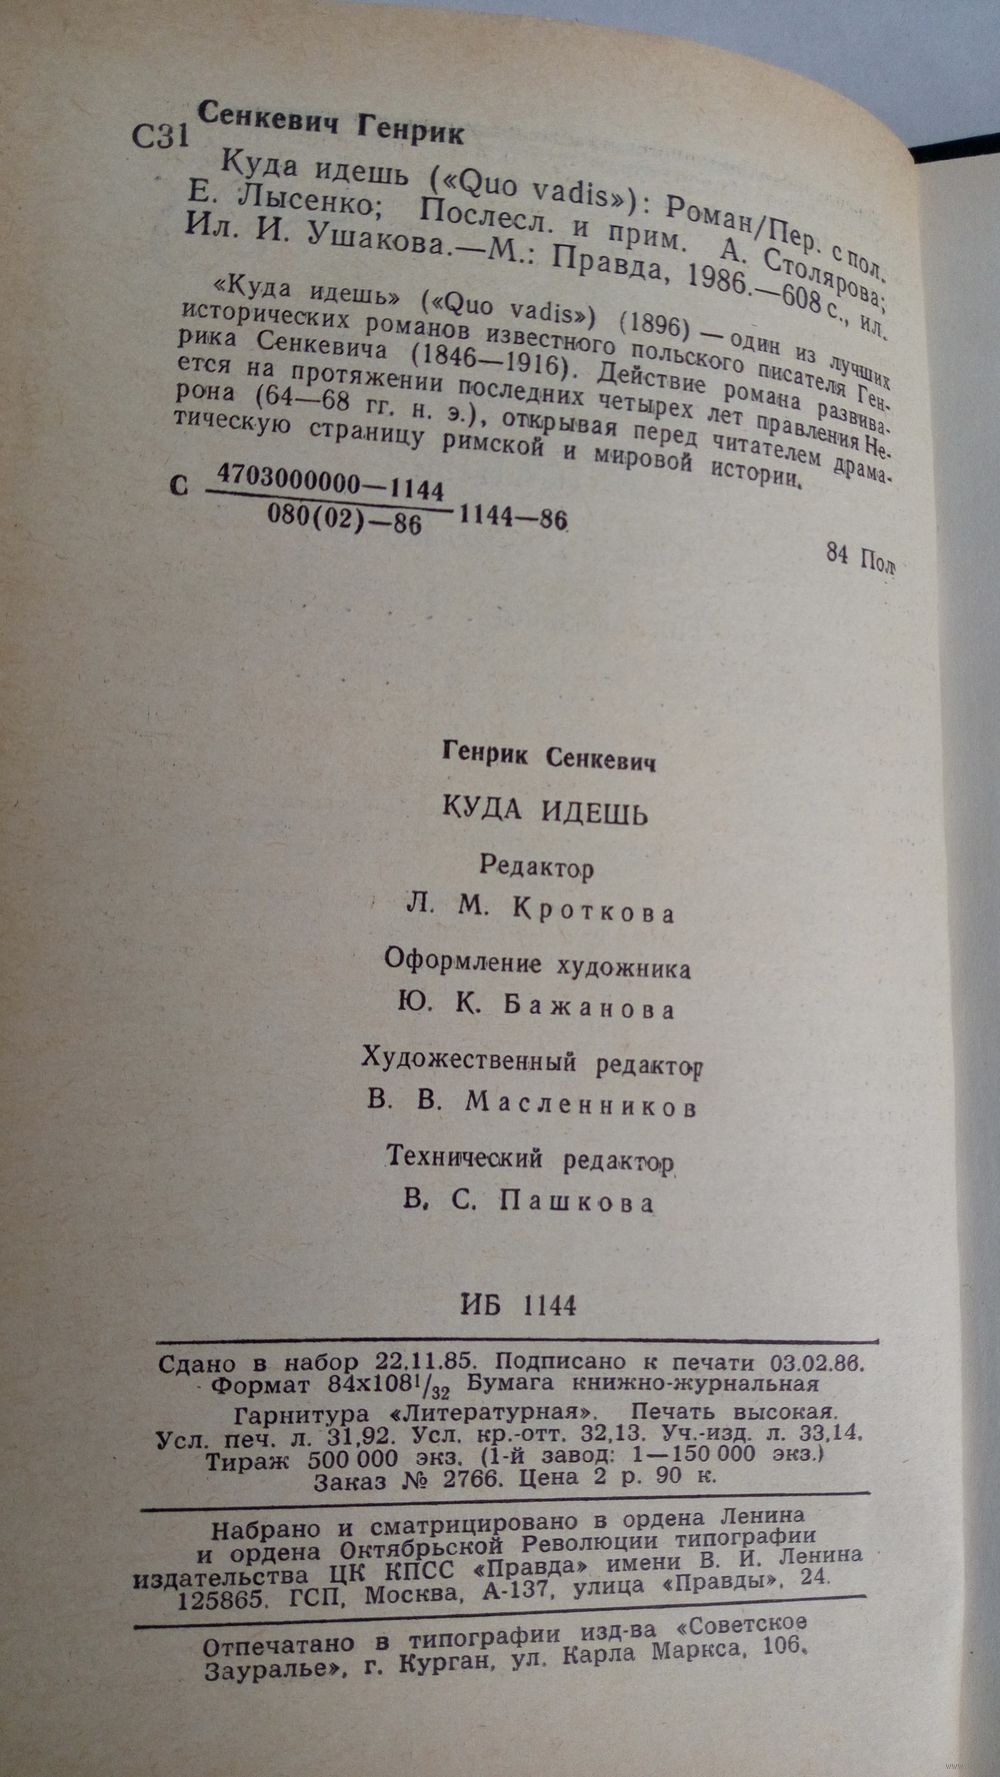 Сенкевич Генрик
С31
Куда идешь («Quo vadis»): Роман/Пер. с пол.
Е. Лысенко; Послесл. и прим. А. Столярова;
Ил. И. Ушакова.—М.: Правда, 1986.—608 с., ил.
«Куда идешь» («Quo vadis») (1896) — один из лучших
исторических романов известного польского писателя Ген-
рика Сенкевича (1846—1916). Действие романа развива-
ется на протяжении последних четырех лет правления Не-
рона (64—68 гг. н. э.), открывая перед читателем драма-
тическую страницу римской и мировой истории.
С 4703000000—1144
080(02)—86 1144—86
84 Пол
Генрик Сенкевич
КУДА ИДЕШЬ
Редактор
Л. М. Кроткова
Оформление художника
Ю. К. Бажанова
Художественный редактор
В. В. Масленников
Технический редактор
В. С. Пашкова
ИБ 1144
Сдано в набор 22.11.85. Подписано к печати 03.02.86.
Формат 84х108¹/₃₂ Бумага книжно-журнальная
Гарнитура «Литературная». Печать высокая.
Усл. печ. л. 31,92. Усл. кр.-отт. 32,13. Уч.-изд. л. 33,14.
Тираж 500 000 экз. (1-й завод: 1—150 000 экз.)
Заказ № 2766. Цена 2 р. 90 к.
Набрано и сматрицировано в ордена Ленина
и ордена Октябрьской Революции типографии
издательства ЦК КПСС «Правда» имени В. И. Ленина
125865. ГСП, Москва, А-137, улица «Правды», 24.
Отпечатано в типографии изд-ва «Советское
Зауралье», г. Курган, ул. Карла Маркса, 106.